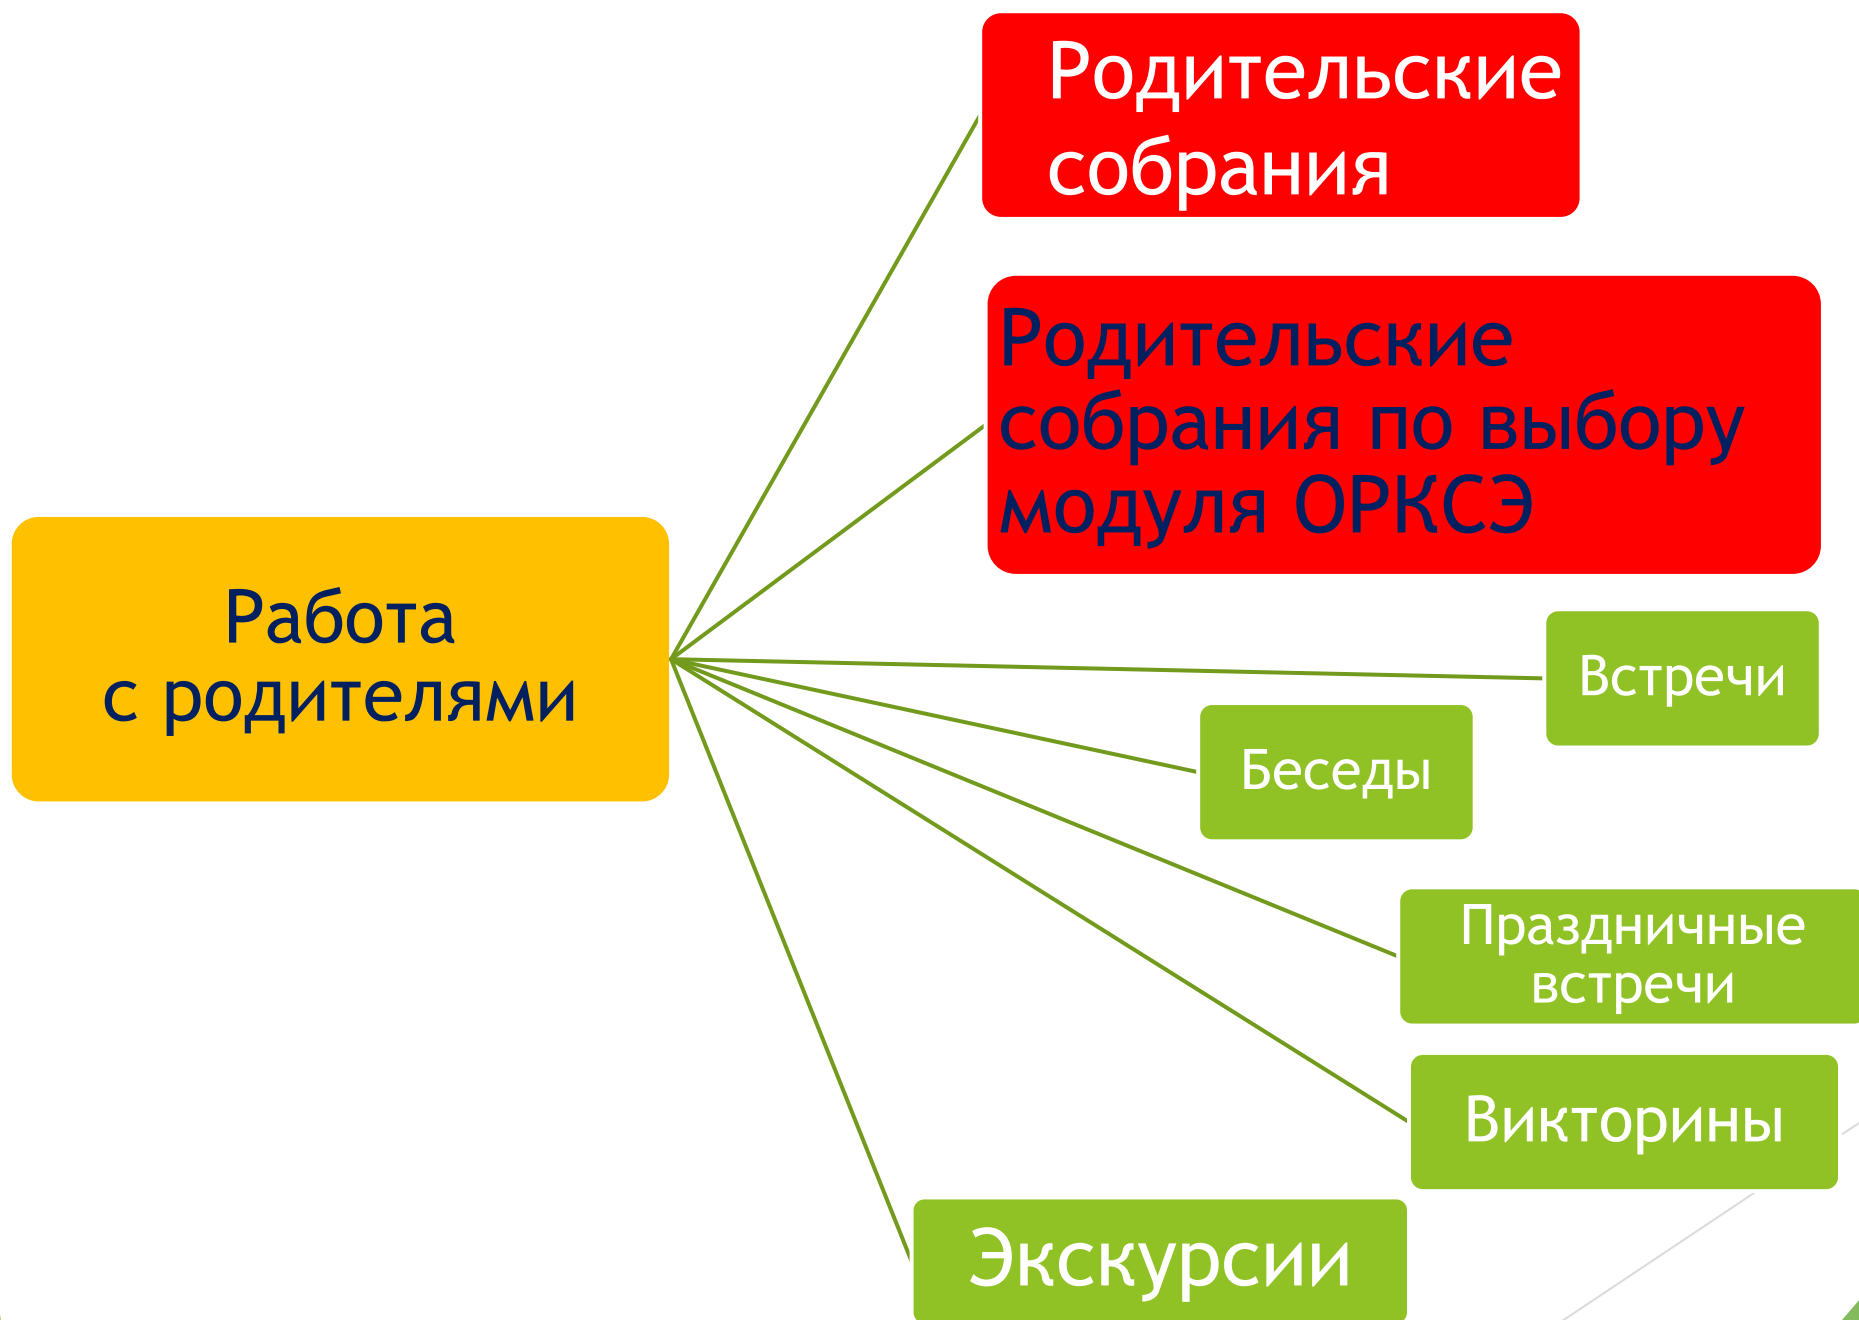 Родительские
собрания
Родительские
собрания по выбору
модуля ОРКСЭ
Работа
с родителями
Встречи
Беседы
Праздничные
встречи
Викторины
Экскурсии